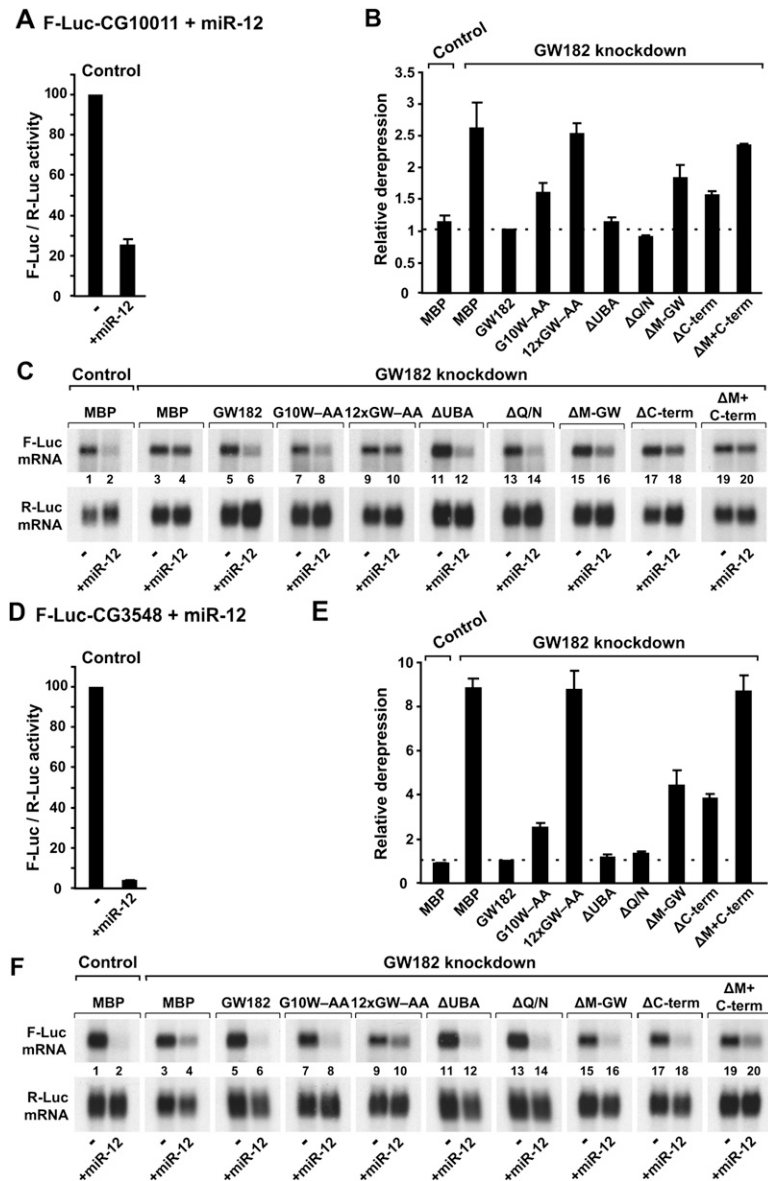 A F-Luc-CG10011 + miR-12
Control
F-Luc / R-Luc activity
100
80
60
40
20
0
-
+miR-12
B
Control
GW182 knockdown
Relative derepression
3.5
3
2.5
2
1.5
1
0.5
0
MBP
MBP
GW182
G10W–AA
12xGW–AA
ΔUBA
ΔQ/N
ΔM-GW
ΔC-term
ΔM+C-term
C
Control
GW182 knockdown
MBP MBP GW182 G10W–AA 12xGW–AA ΔUBA ΔQ/N ΔM-GW ΔC-term ΔM+ C-term
F-Luc mRNA
1 2 3 4 5 6 7 8 9 10 11 12 13 14 15 16 17 18 19 20
R-Luc mRNA
- +miR-12 - +miR-12 - +miR-12 - +miR-12 - +miR-12 - +miR-12 - +miR-12 - +miR-12 - +miR-12 - +miR-12
D F-Luc-CG3548 + miR-12
Control
F-Luc / R-Luc activity
100
80
60
40
20
0
-
+miR-12
E
Control
GW182 knockdown
Relative derepression
10
8
6
4
2
0
MBP
MBP
GW182
G10W–AA
12xGW–AA
ΔUBA
ΔQ/N
ΔM-GW
ΔC-term
ΔM+C-term
F
Control
GW182 knockdown
MBP MBP GW182 G10W–AA 12xGW–AA ΔUBA ΔQ/N ΔM-GW ΔC-term ΔM+ C-term
F-Luc mRNA
1 2 3 4 5 6 7 8 9 10 11 12 13 14 15 16 17 18 19 20
R-Luc mRNA
- +miR-12 - +miR-12 - +miR-12 - +miR-12 - +miR-12 - +miR-12 - +miR-12 - +miR-12 - +miR-12 - +miR-12